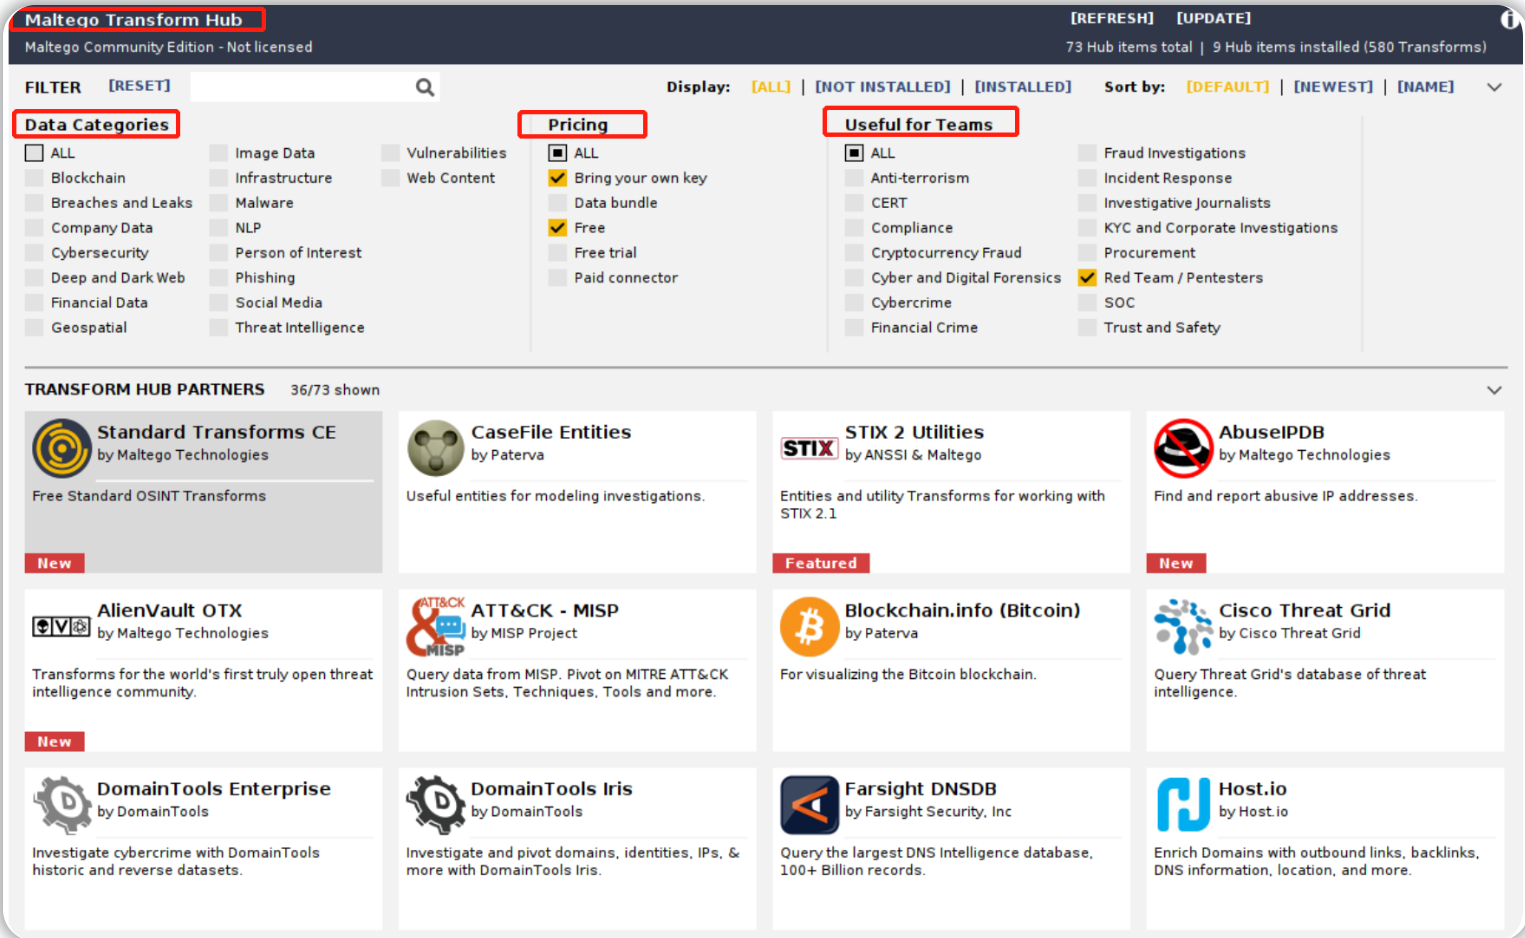 Maltego Transform Hub
[REFRESH] [UPDATE]
Maltego Community Edition - Not licensed
73 Hub items total | 9 Hub items installed (580 Transforms)
FILTER [RESET]
Display: [ALL] | [NOT INSTALLED] | [INSTALLED]
Sort by: [DEFAULT] | [NEWEST] | [NAME]
Data Categories
ALL
Blockchain
Breaches and Leaks
Company Data
Cybersecurity
Deep and Dark Web
Financial Data
Geospatial
Image Data
Infrastructure
Malware
NLP
Person of Interest
Phishing
Social Media
Threat Intelligence
Vulnerabilities
Web Content
Pricing
ALL
Bring your own key
Data bundle
Free
Free trial
Paid connector
Useful for Teams
ALL
Anti-terrorism
CERT
Compliance
Cryptocurrency Fraud
Cyber and Digital Forensics
Cybercrime
Financial Crime
Fraud Investigations
Incident Response
Investigative Journalists
KYC and Corporate Investigations
Procurement
Red Team / Pentesters
SOC
Trust and Safety
TRANSFORM HUB PARTNERS 36/73 shown
Standard Transforms CE
by Maltego Technologies
Free Standard OSINT Transforms
New
CaseFile Entities
by Paterva
Useful entities for modeling investigations.
STIX
STIX 2 Utilities
by ANSSI & Maltego
Entities and utility Transforms for working with
STIX 2.1
Featured
AbuseIPDB
by Maltego Technologies
Find and report abusive IP addresses.
New
AlienVault OTX
by Maltego Technologies
Transforms for the world's first truly open threat
intelligence community.
New
ATT&CK
&
MISP
ATT&CK - MISP
by MISP Project
Query data from MISP. Pivot on MITRE ATT&CK
Intrusion Sets, Techniques, Tools and more.
Blockchain.info (Bitcoin)
by Paterva
For visualizing the Bitcoin blockchain.
Cisco Threat Grid
by Cisco Threat Grid
Query Threat Grid's database of threat
intelligence.
D
DomainTools Enterprise
by DomainTools
Investigate cybercrime with DomainTools
historic and reverse datasets.
D
DomainTools Iris
by DomainTools
Investigate and pivot domains, identities, IPs, &
more with DomainTools Iris.
Farsight DNSDB
by Farsight Security, Inc
Query the largest DNS Intelligence database,
100+ Billion records.
Host.io
by Host.io
Enrich Domains with outbound links, backlinks,
DNS information, location, and more.